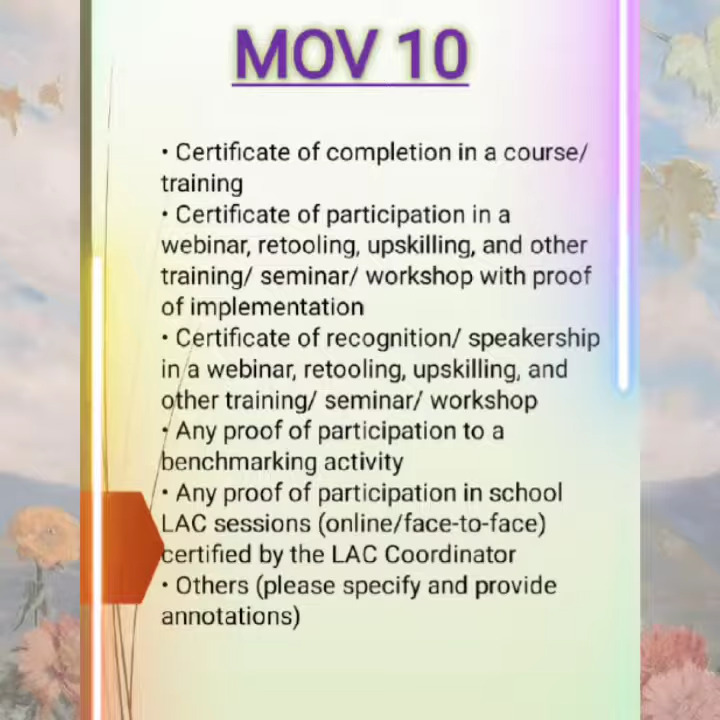 MOV 10
• Certificate of completion in a course/
training
• Certificate of participation in a
webinar, retooling, upskilling, and other
training/ seminar/ workshop with proof
of implementation
• Certificate of recognition/ speakership
in a webinar, retooling, upskilling, and
other training/ seminar/ workshop
• Any proof of participation to a
benchmarking activity
• Any proof of participation in school
LAC sessions (online/face-to-face)
certified by the LAC Coordinator
• Others (please specify and provide
annotations)